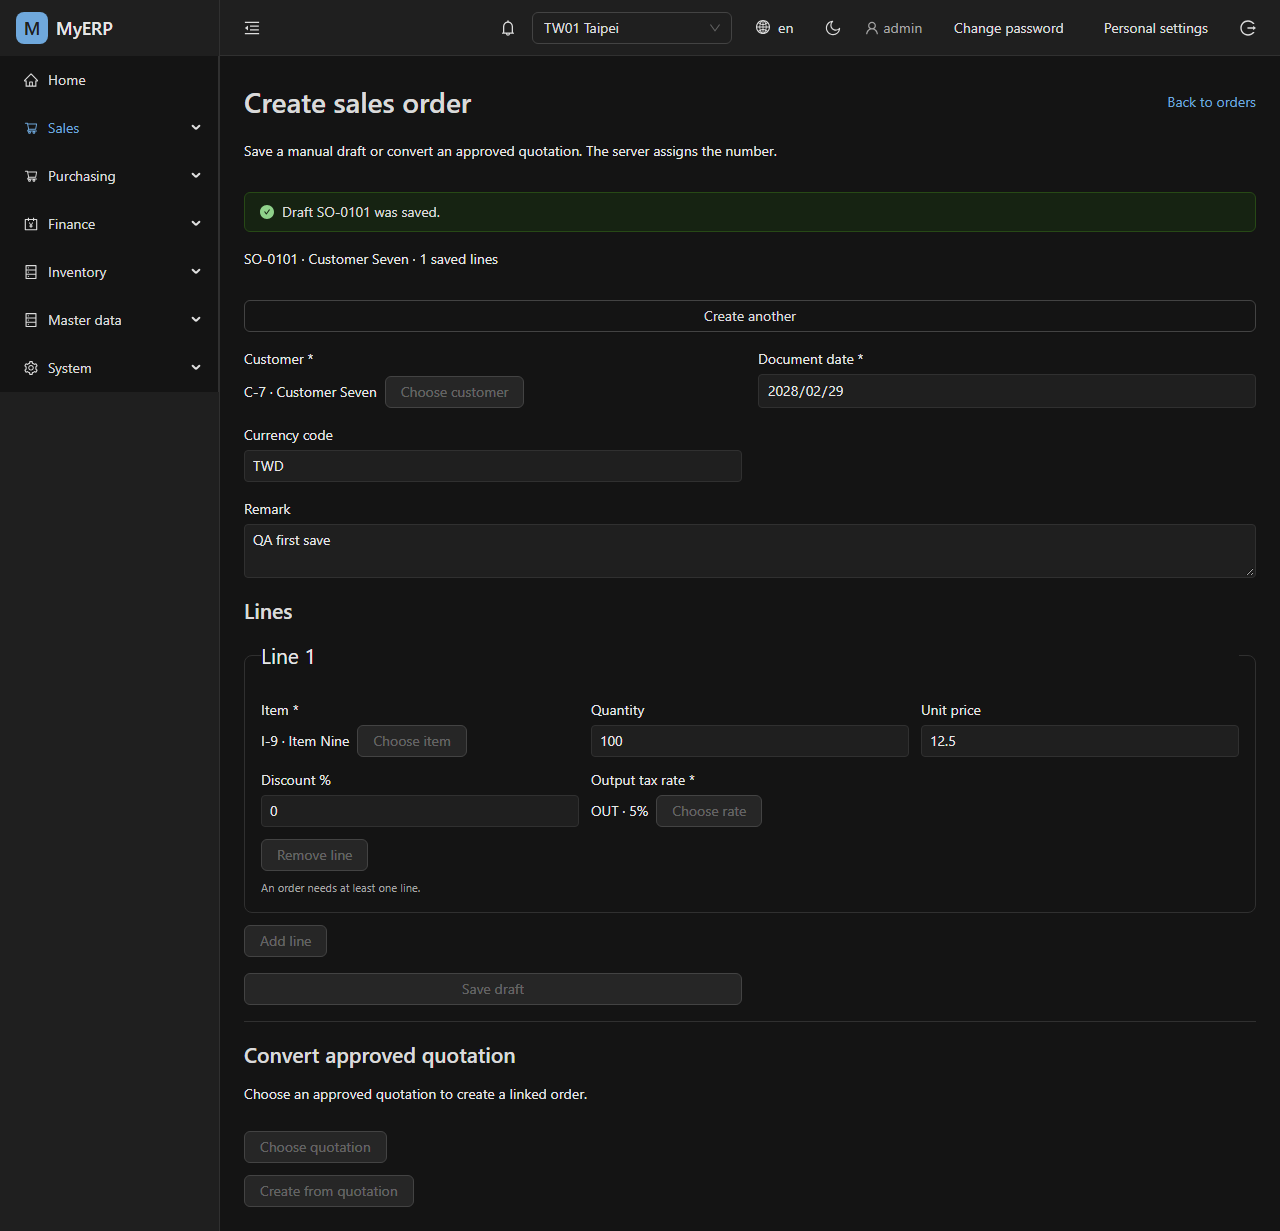 M MyERP
TW01 Taipei
en
admin
Change password
Personal settings
Home
Sales
Purchasing
Finance
Inventory
Master data
System
Create sales order
Back to orders
Save a manual draft or convert an approved quotation. The server assigns the number.
Draft SO-0101 was saved.
SO-0101 · Customer Seven · 1 saved lines
Create another
Customer *
C-7 · Customer Seven
Choose customer
Document date *
2028/02/29
Currency code
TWD
Remark
QA first save
Lines
Line 1
Item *
I-9 · Item Nine
Choose item
Quantity
100
Unit price
12.5
Discount %
0
Output tax rate *
OUT · 5%
Choose rate
Remove line
An order needs at least one line.
Add line
Save draft
Convert approved quotation
Choose an approved quotation to create a linked order.
Choose quotation
Create from quotation